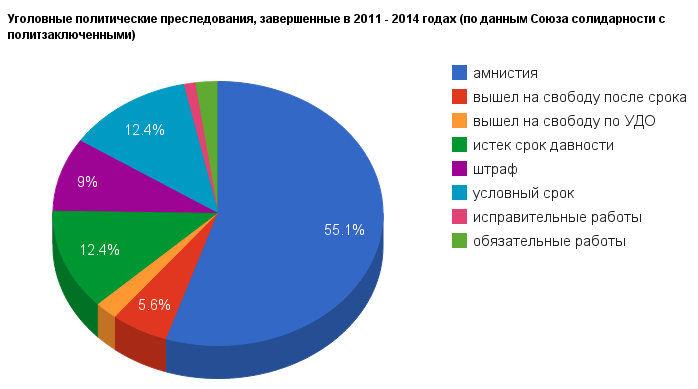 Уголовные политические преследования, завершенные в 2011 - 2014 годах (по данным Союза солидарности с
политзаключенными)
амнистия
вышел на свободу после срока
вышел на свободу по УДО
истек срок давности
штраф
условный срок
исправительные работы
обязательные работы
12.4%
9%
12.4%
5.6%
55.1%